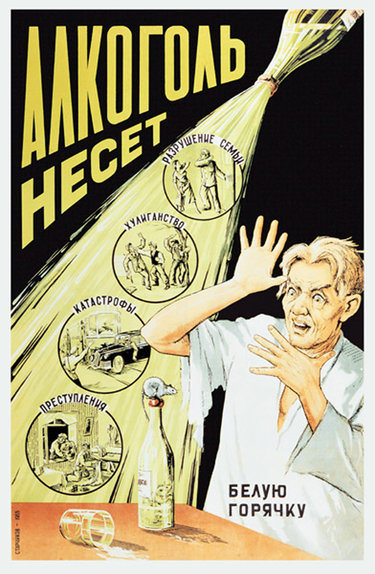 АЛКОГОЛЬ
НЕСЕТ
РАЗРУШЕНИЕ СЕМЬИ
ХУЛИГАНСТВО
КАТАСТРОФЫ
ПРЕСТУПЛЕНИЯ
БЕЛУЮ
ГОРЯЧКУ